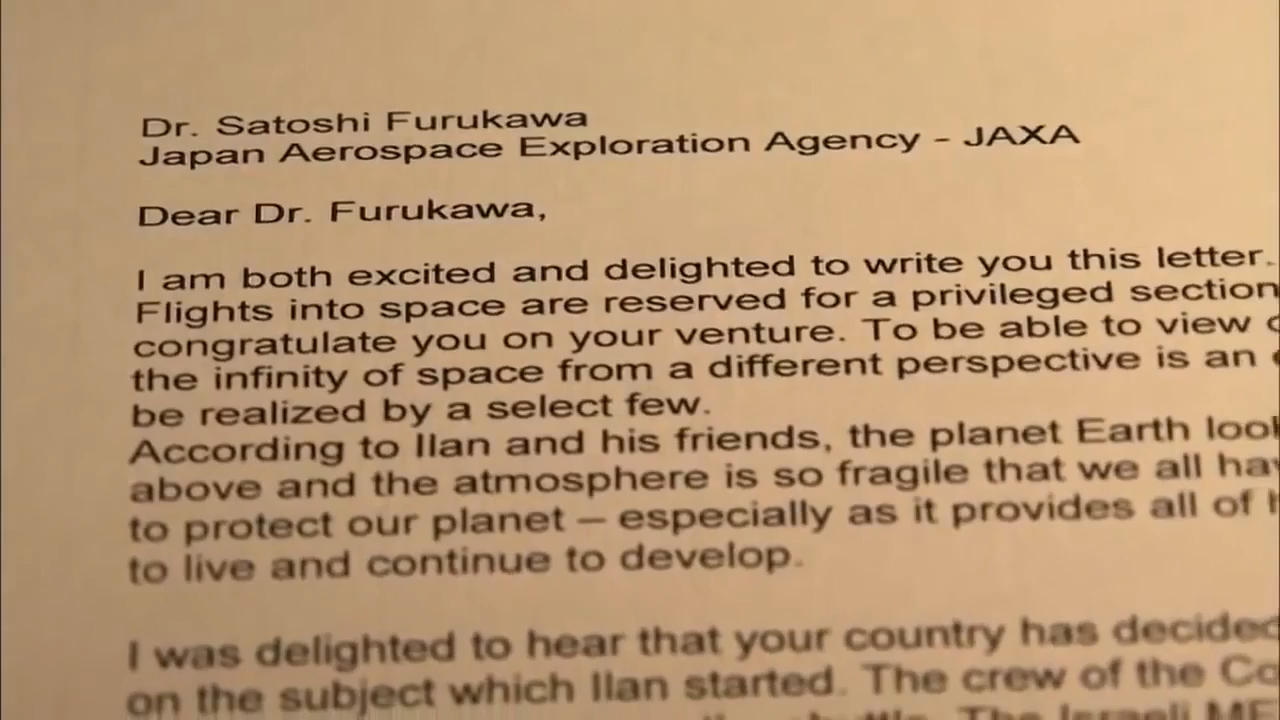 Dr. Satoshi Furukawa
Japan Aerospace Exploration Agency - JAXA
Dear Dr. Furukawa,
I am both excited and delighted to write you this letter.
Flights into space are reserved for a privileged section
congratulate you on your venture. To be able to view
the infinity of space from a different perspective is an
be realized by a select few.
According to Ilan and his friends, the planet Earth
above and the atmosphere is so fragile that we all
to protect our planet – especially as it provides all of
to live and continue to develop.
I was delighted to hear that your country has decided
on the subject which Ilan started. The crew of the
The Israeli